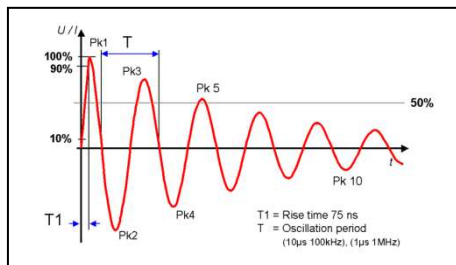 U / I
Pk1
100%
90%
T
Pk3
Pk 5
50%
10%
t
Pk 10
Pk4
T1
Pk2
T1 = Rise time 75 ns
T = Oscillation period
(10µs 100kHz), (1µs 1MHz)